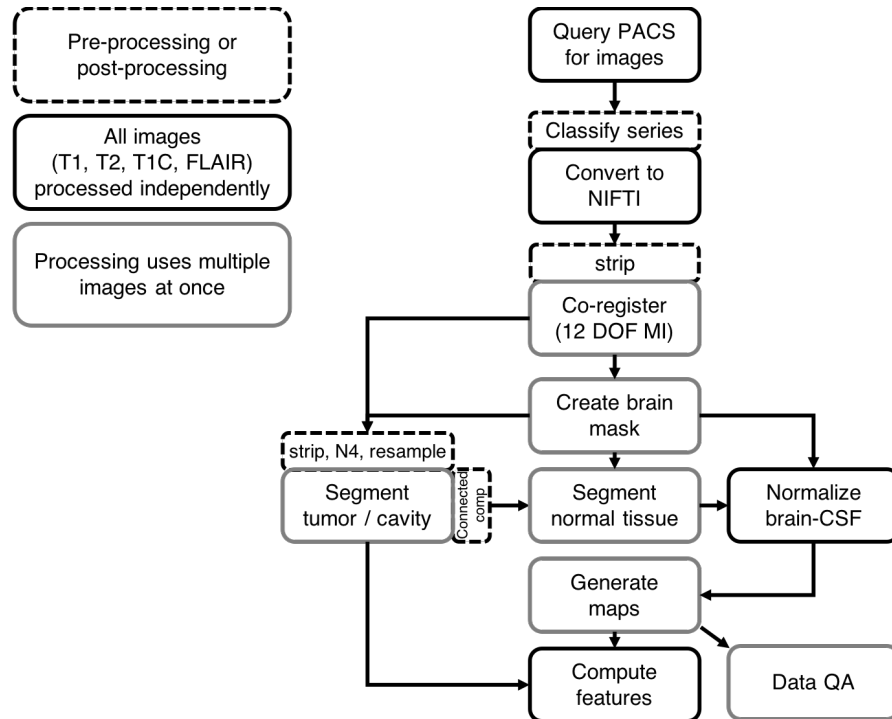 Pre-processing or
post-processing
All images
(T1, T2, T1C, FLAIR)
processed independently
Processing uses multiple
images at once
Query PACS
for images
Classify series
Convert to
NIFTI
strip
Co-register
(12 DOF MI)
Create brain
mask
strip, N4, resample
Segment
tumor / cavity
Connected
comp
Segment
normal tissue
Normalize
brain-CSF
Generate
maps
Compute
features
Data QA